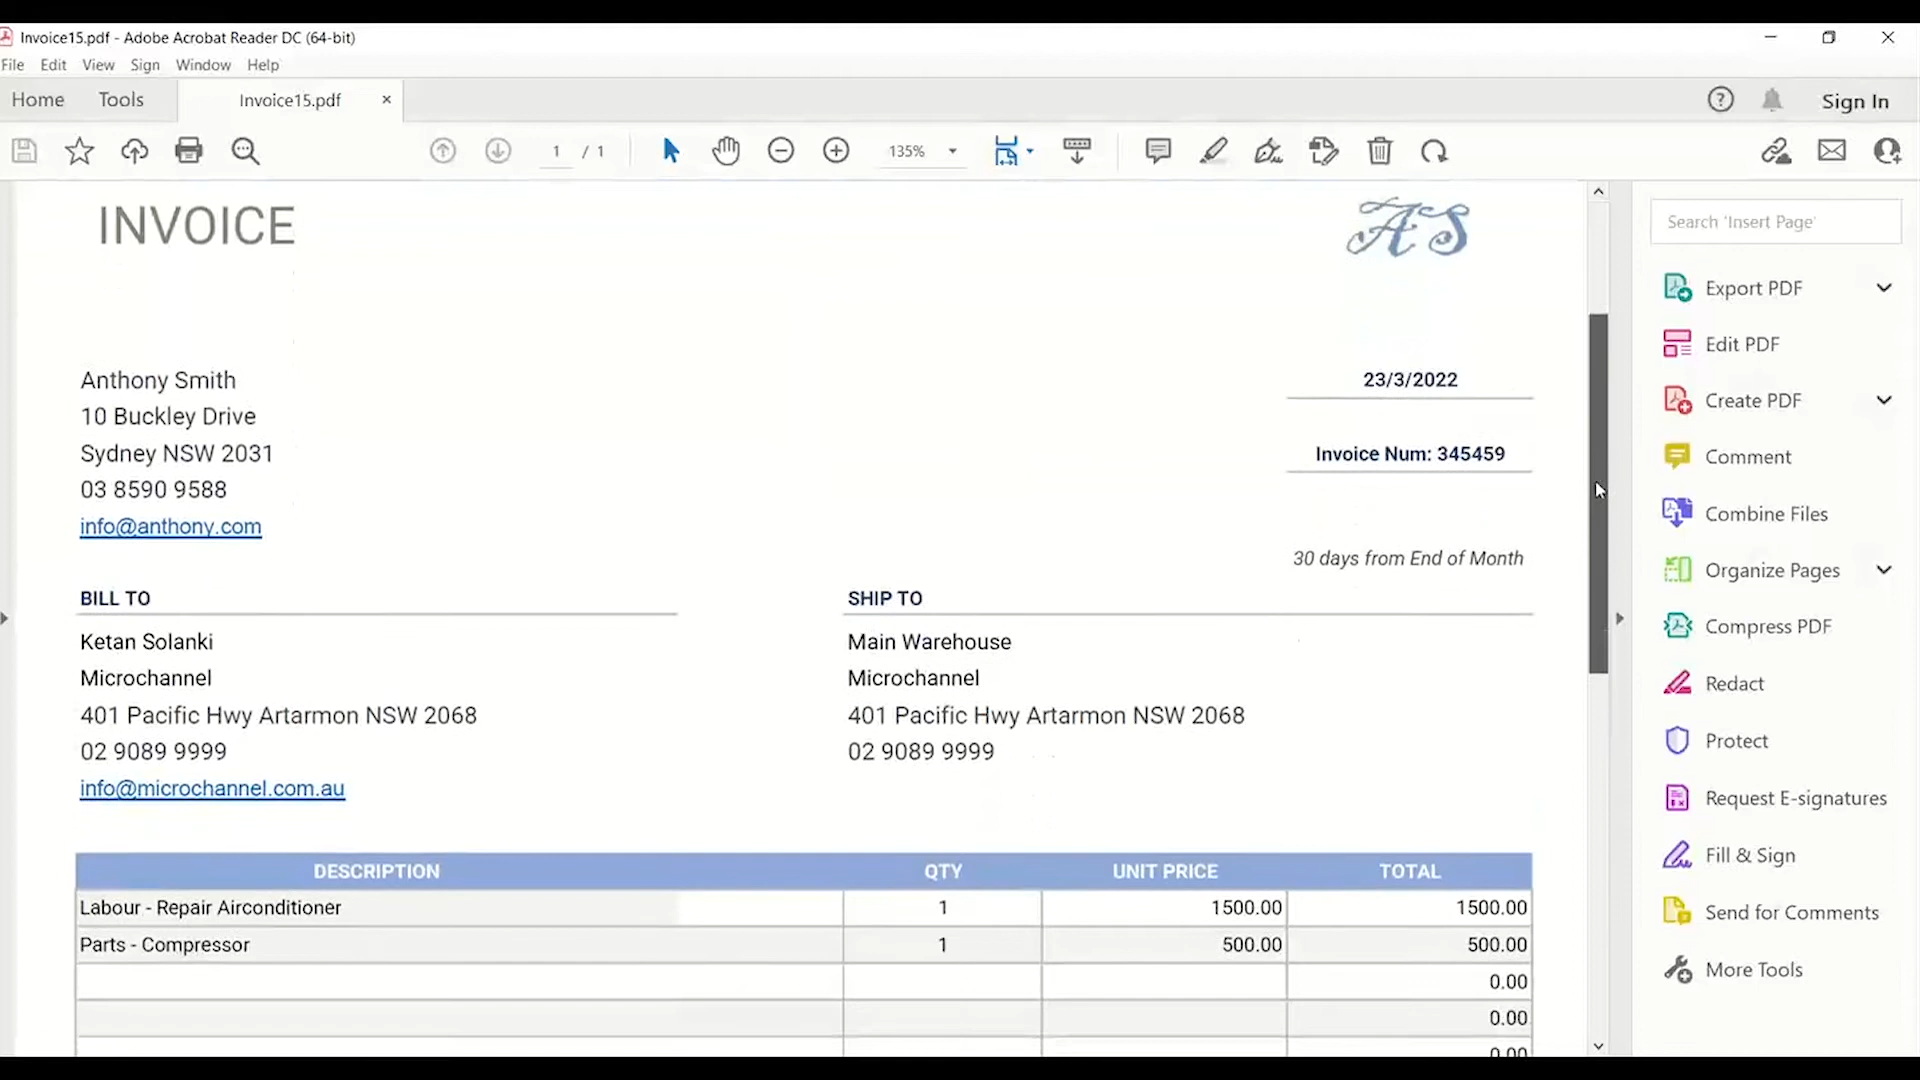 Invoice15.pdf - Adobe Acrobat Reader DC (64-bit)
File Edit View Sign Window Help
Home Tools Invoice15.pdf × ? Sign In
1 / 1 135%
INVOICE
AS
Search 'Insert Page'
Export PDF
Edit PDF
Create PDF
Comment
Combine Files
Organize Pages
Compress PDF
Redact
Protect
Request E-signatures
Fill & Sign
Send for Comments
More Tools
Anthony Smith
10 Buckley Drive
Sydney NSW 2031
03 8590 9588
info@anthony.com
23/3/2022
Invoice Num: 345459
30 days from End of Month
BILL TO
Ketan Solanki
Microchannel
401 Pacific Hwy Artarmon NSW 2068
02 9089 9999
info@microchannel.com.au
SHIP TO
Main Warehouse
Microchannel
401 Pacific Hwy Artarmon NSW 2068
02 9089 9999
DESCRIPTION QTY UNIT PRICE TOTAL
Labour - Repair Airconditioner 1 1500.00 1500.00
Parts - Compressor 1 500.00 500.00
0.00
0.00
0.00